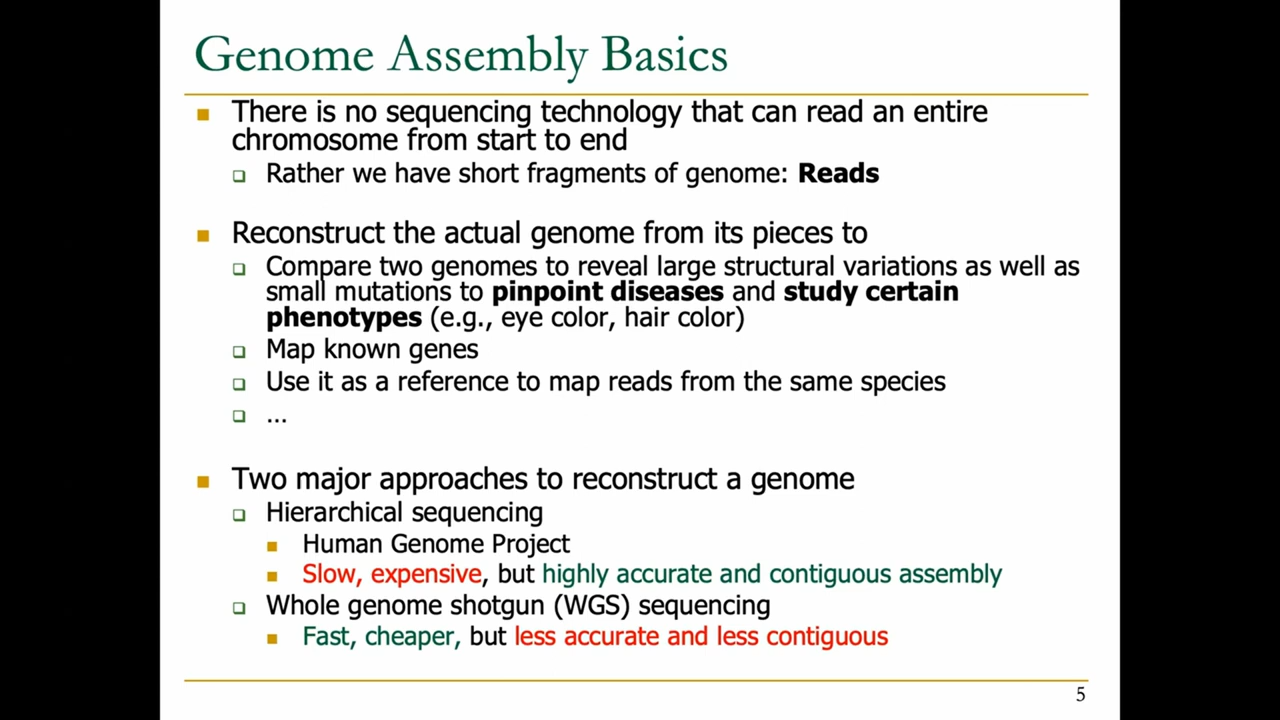 Genome Assembly Basics
There is no sequencing technology that can read an entire
chromosome from start to end
Rather we have short fragments of genome: Reads
Reconstruct the actual genome from its pieces to
Compare two genomes to reveal large structural variations as well as
small mutations to pinpoint diseases and study certain
phenotypes (e.g., eye color, hair color)
Map known genes
Use it as a reference to map reads from the same species
...
Two major approaches to reconstruct a genome
Hierarchical sequencing
Human Genome Project
Slow, expensive, but highly accurate and contiguous assembly
Whole genome shotgun (WGS) sequencing
Fast, cheaper, but less accurate and less contiguous
5